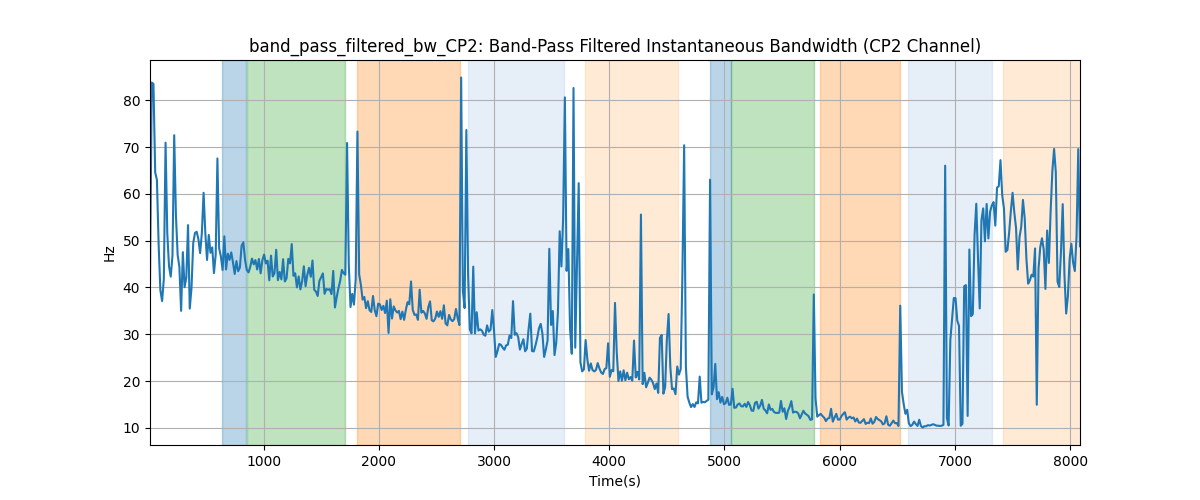 band_pass_filtered_bw_CP2: Band-Pass Filtered Instantaneous Bandwidth (CP2 Channel)
80
70
60
50
40
30
20
10
Hz
1000 2000 3000 4000 5000 6000 7000 8000
Time(s)